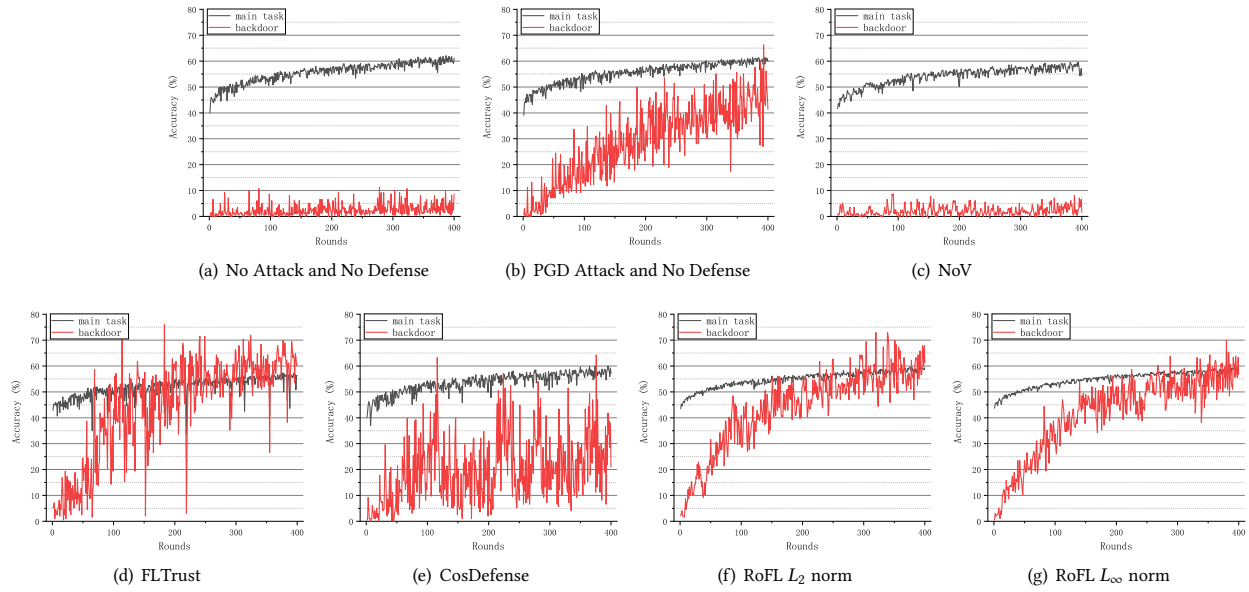 80
70
60
50
40
30
20
10
0
Accuracy (%)
main task
backdoor
0 100 200 300 400
Rounds
(a) No Attack and No Defense
80
70
60
50
40
30
20
10
0
Accuracy (%)
main task
backdoor
0 100 200 300 400
Rounds
(b) PGD Attack and No Defense
80
70
60
50
40
30
20
10
0
Accuracy (%)
main task
backdoor
0 100 200 300 400
Rounds
(c) NoV
80
70
60
50
40
30
20
10
0
Accuracy (%)
main task
backdoor
0 100 200 300 400
Rounds
(d) FLTrust
80
70
60
50
40
30
20
10
0
Accuracy (%)
main task
backdoor
0 100 200 300 400
Rounds
(e) CosDefense
80
70
60
50
40
30
20
10
0
Accuracy (%)
main task
backdoor
0 100 200 300 400
Rounds
(f) RoFL L₂ norm
80
70
60
50
40
30
20
10
0
Accuracy (%)
main task
backdoor
0 100 200 300 400
Rounds
(g) RoFL L∞ norm